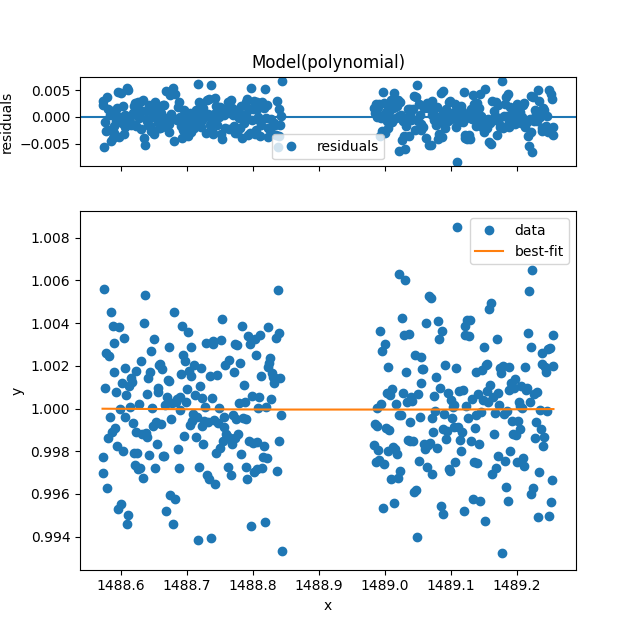 Model(polynomial)
0.005
0.000
−0.005
residuals
residuals
1.008
1.006
1.004
1.002
1.000
0.998
0.996
0.994
y
data
best-fit
1488.6 1488.7 1488.8 1488.9 1489.0 1489.1 1489.2
x